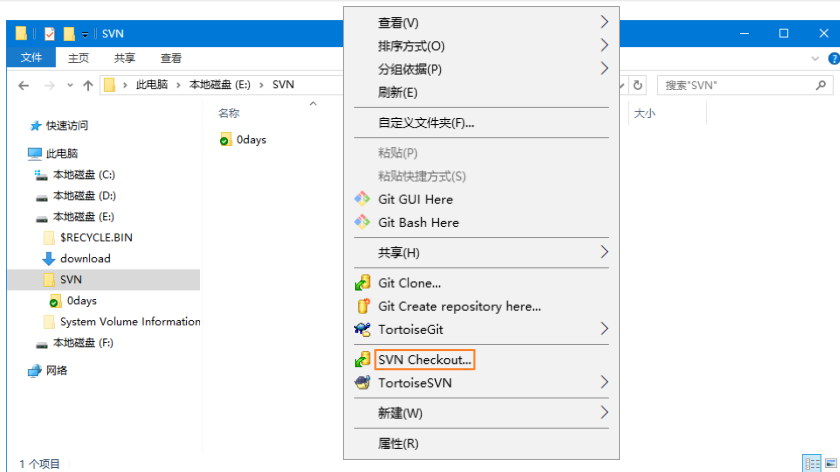 SVN
文件
主页
共享
查看
此电脑
本地磁盘 (E:)
SVN
搜索"SVN"
快速访问
此电脑
本地磁盘 (C:)
本地磁盘 (D:)
本地磁盘 (E:)
$RECYCLE.BIN
download
SVN
0days
System Volume Information
本地磁盘 (F:)
网络
名称
大小
0days
查看(V)
排序方式(O)
分组依据(P)
刷新(E)
自定义文件夹(F)...
粘贴(P)
粘贴快捷方式(S)
Git GUI Here
Git Bash Here
共享(H)
Git Clone...
Git Create repository here...
TortoiseGit
SVN Checkout...
TortoiseSVN
新建(W)
属性(R)
1 个项目